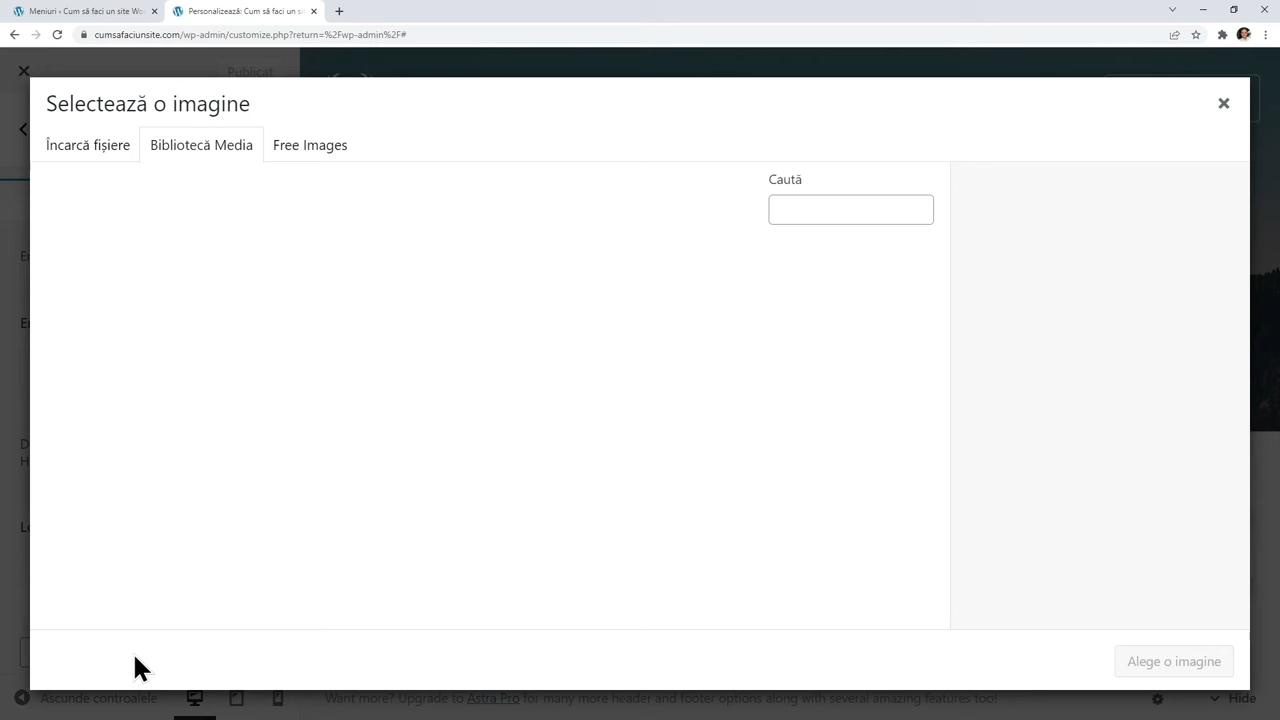 Meniuri ‹ Cum să faci un site Wo
Personalizează: Cum să faci un si
cumsafaciunsite.com/wp-admin/customize.php?return=%2Fwp-admin%2F#
Publicat
Selectează o imagine
Încarcă fișiere
Bibliotecă Media
Free Images
Caută
Alege o imagine
Ascunde controalele
Want more? Upgrade to Astra Pro for many more header and footer options along with several amazing features too!
Hide